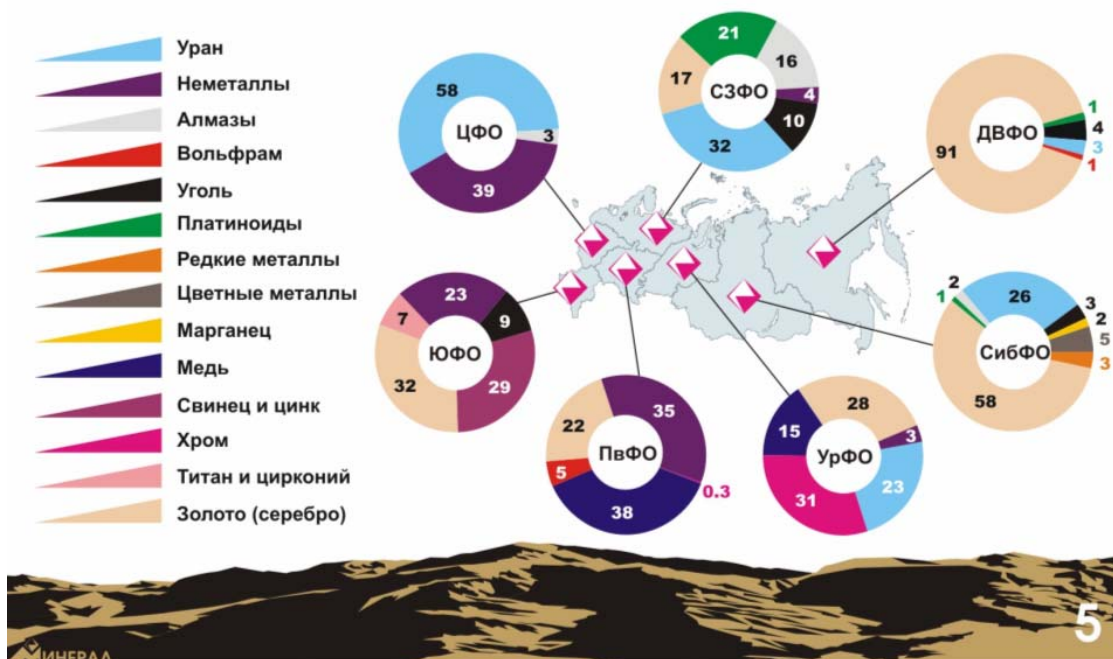 Уран
Неметаллы
Алмазы
Вольфрам
Уголь
Платиноиды
Редкие металлы
Цветные металлы
Марганец
Медь
Свинец и цинк
Хром
Титан и цирконий
Золото (серебро)
58
3
39
ЦФО
21
16
4
10
32
17
СЗФО
1
4
3
1
91
ДВФО
23
9
29
32
7
ЮФО
35
0.3
38
5
22
ПвФО
28
3
23
31
15
УрФО
1
2
26
3
2
5
3
58
СибФО
5